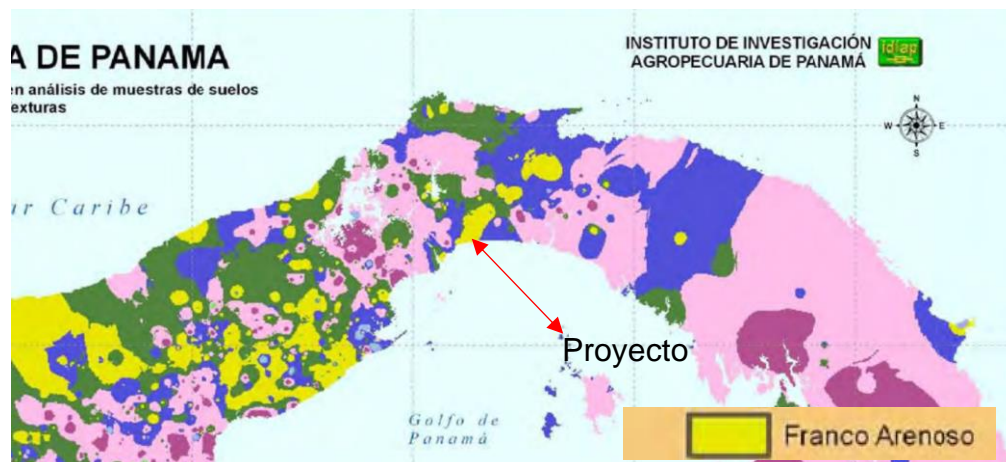 A DE PANAMA
en análisis de muestras de suelos
exturas
INSTITUTO DE INVESTIGACIÓN
AGROPECUARIA DE PANAMÁ
idiap
N
W
E
S
ar Caribe
Proyecto
Golfo de
Panamá
Franco Arenoso